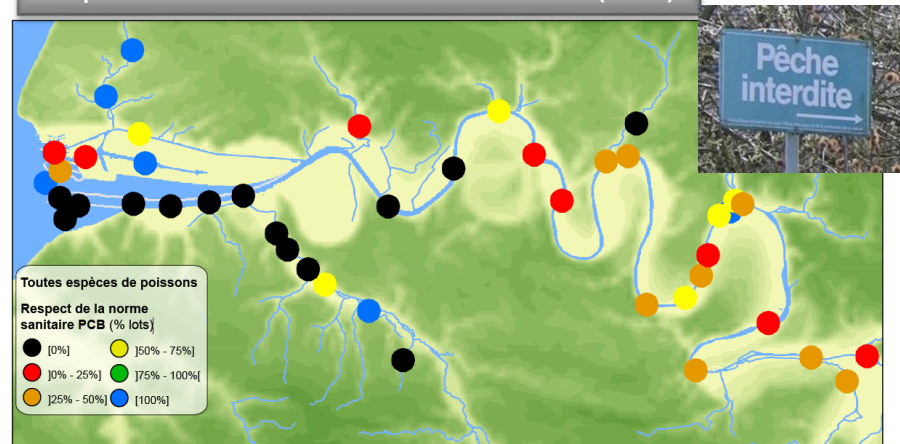 Pêche
interdite
Toutes espèces de poissons
Respect de la norme
sanitaire PCB (% lots)
[0%]
]50% - 75%]
]0% - 25%]
]75% - 100%[
]25% - 50%]
[100%]